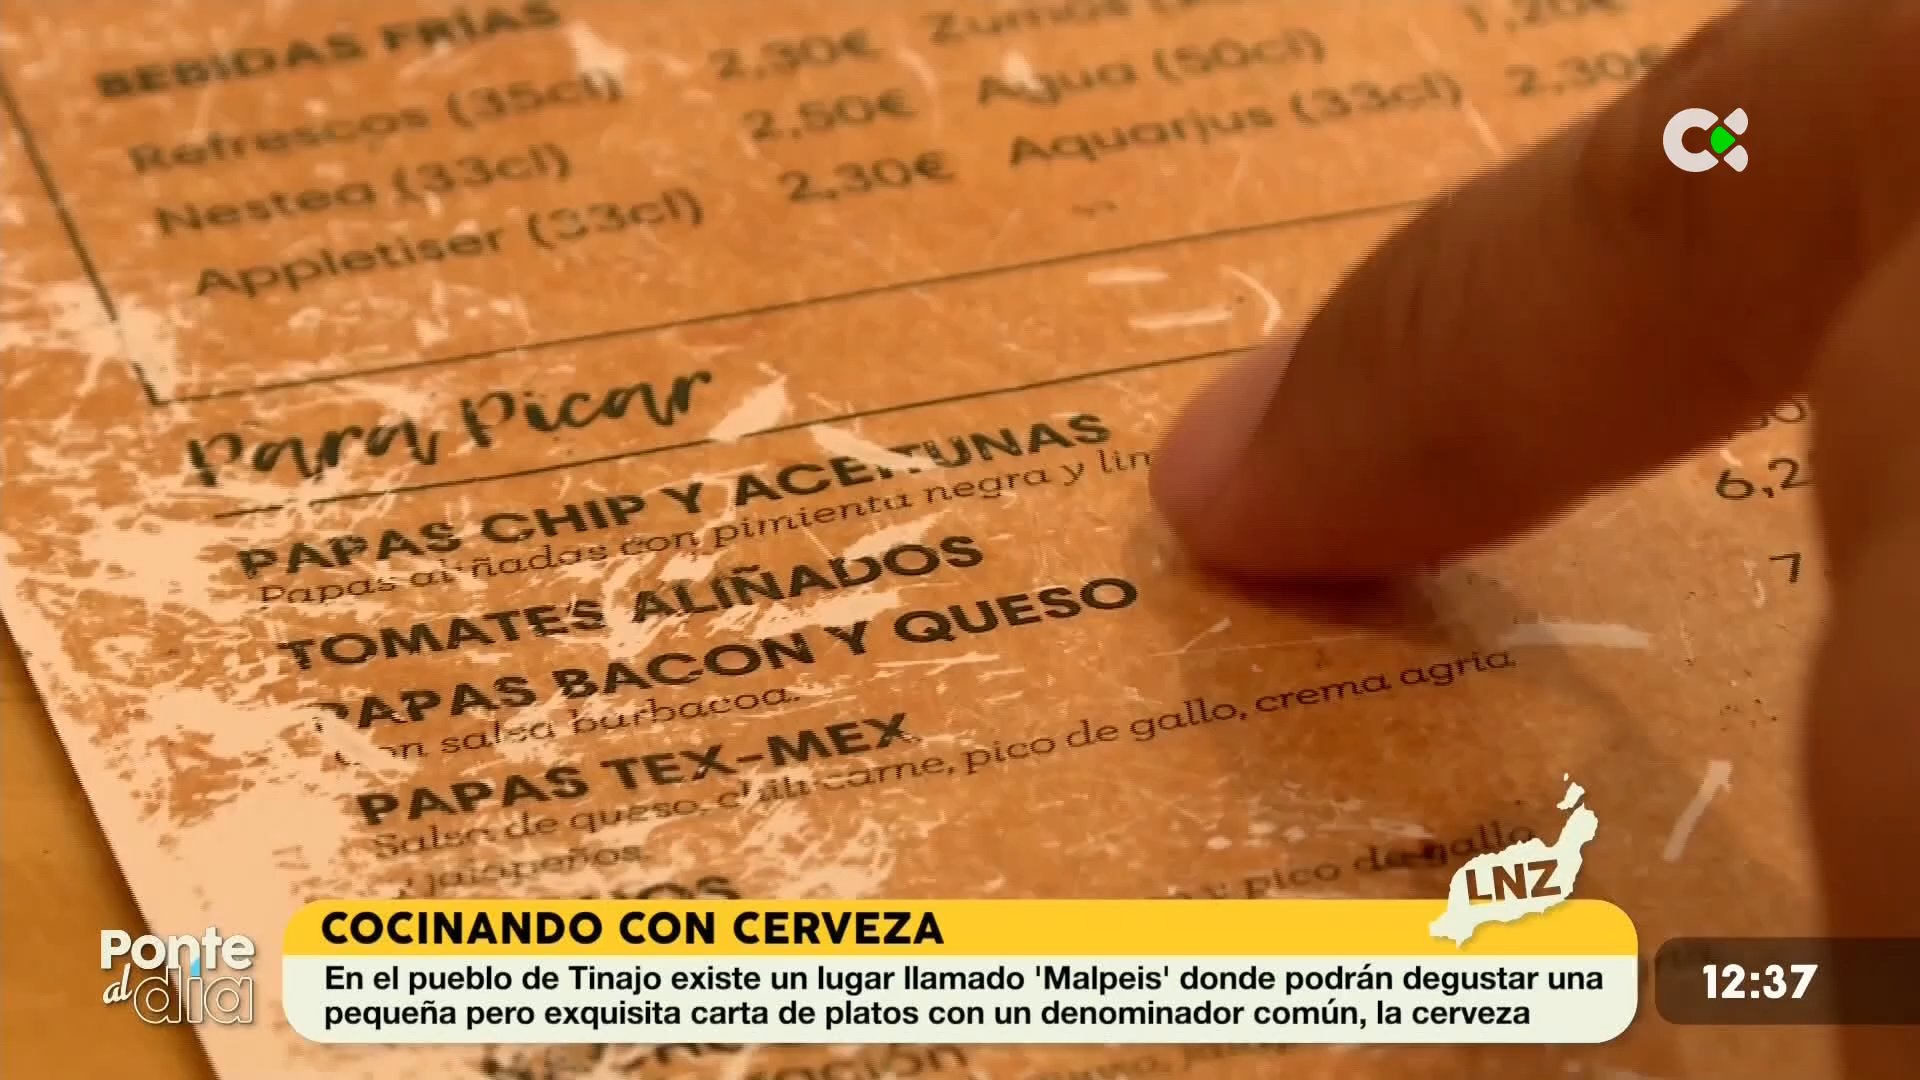 BEBIDAS FRÍAS
Refrescos (35cl) 2,30€ Zumos
1,20€
Nestea (33cl) 2,50€ Agua (50cl) 2,30€
Appletiser (33cl) 2,30€ Aquarius (33cl)
Para Picar
PAPAS CHIP Y ACEITUNAS
Papas aliñadas con pimienta negra y
6,2
TOMATES ALIÑADOS
7
PAPAS BACON Y QUESO
Con salsa barbacoa.
PAPAS TEX-MEX
Salsa de queso, chili carne, pico de gallo, crema agria
y jalapeños.
y pico de gallo
LNZ
Ponte
al día
COCINANDO CON CERVEZA
En el pueblo de Tinajo existe un lugar llamado 'Malpeis' donde podrán degustar una
pequeña pero exquisita carta de platos con un denominador común, la cerveza
12:37